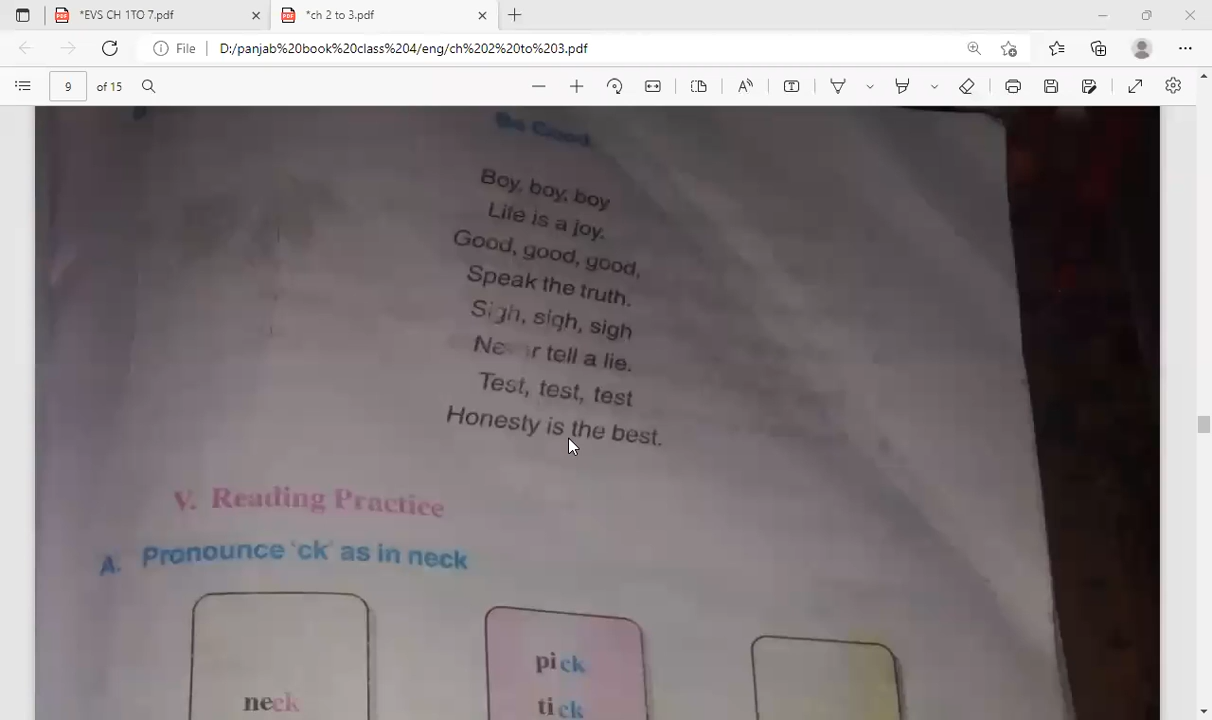 *EVS CH 1TO 7.pdf
*ch 2 to 3.pdf
File D:/panjab%20book%20class%204/eng/ch%202%20to%203.pdf
9 of 15
Be Good
Boy, boy, boy
Life is a joy.
Good, good, good,
Speak the truth.
Sigh, sigh, sigh
Never tell a lie.
Test, test, test
Honesty is the best.
V. Reading Practice
A. Pronounce 'ck' as in neck
neck
pick
tick